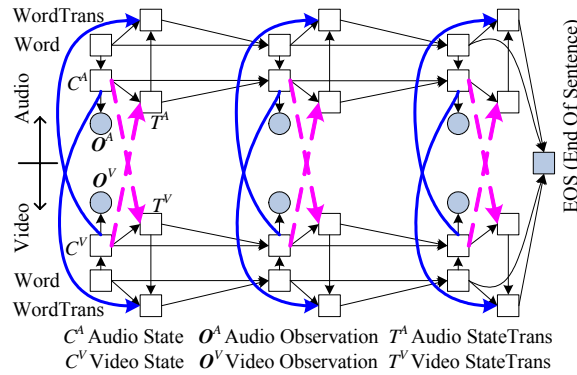 WordTrans
Word
C^A
Audio
T^A
O^A
EOS (End Of Sentence)
O^V
Video
T^V
C^V
Word
WordTrans
C^A Audio State O^A Audio Observation T^A Audio StateTrans
C^V Video State O^V Video Observation T^V Video StateTrans